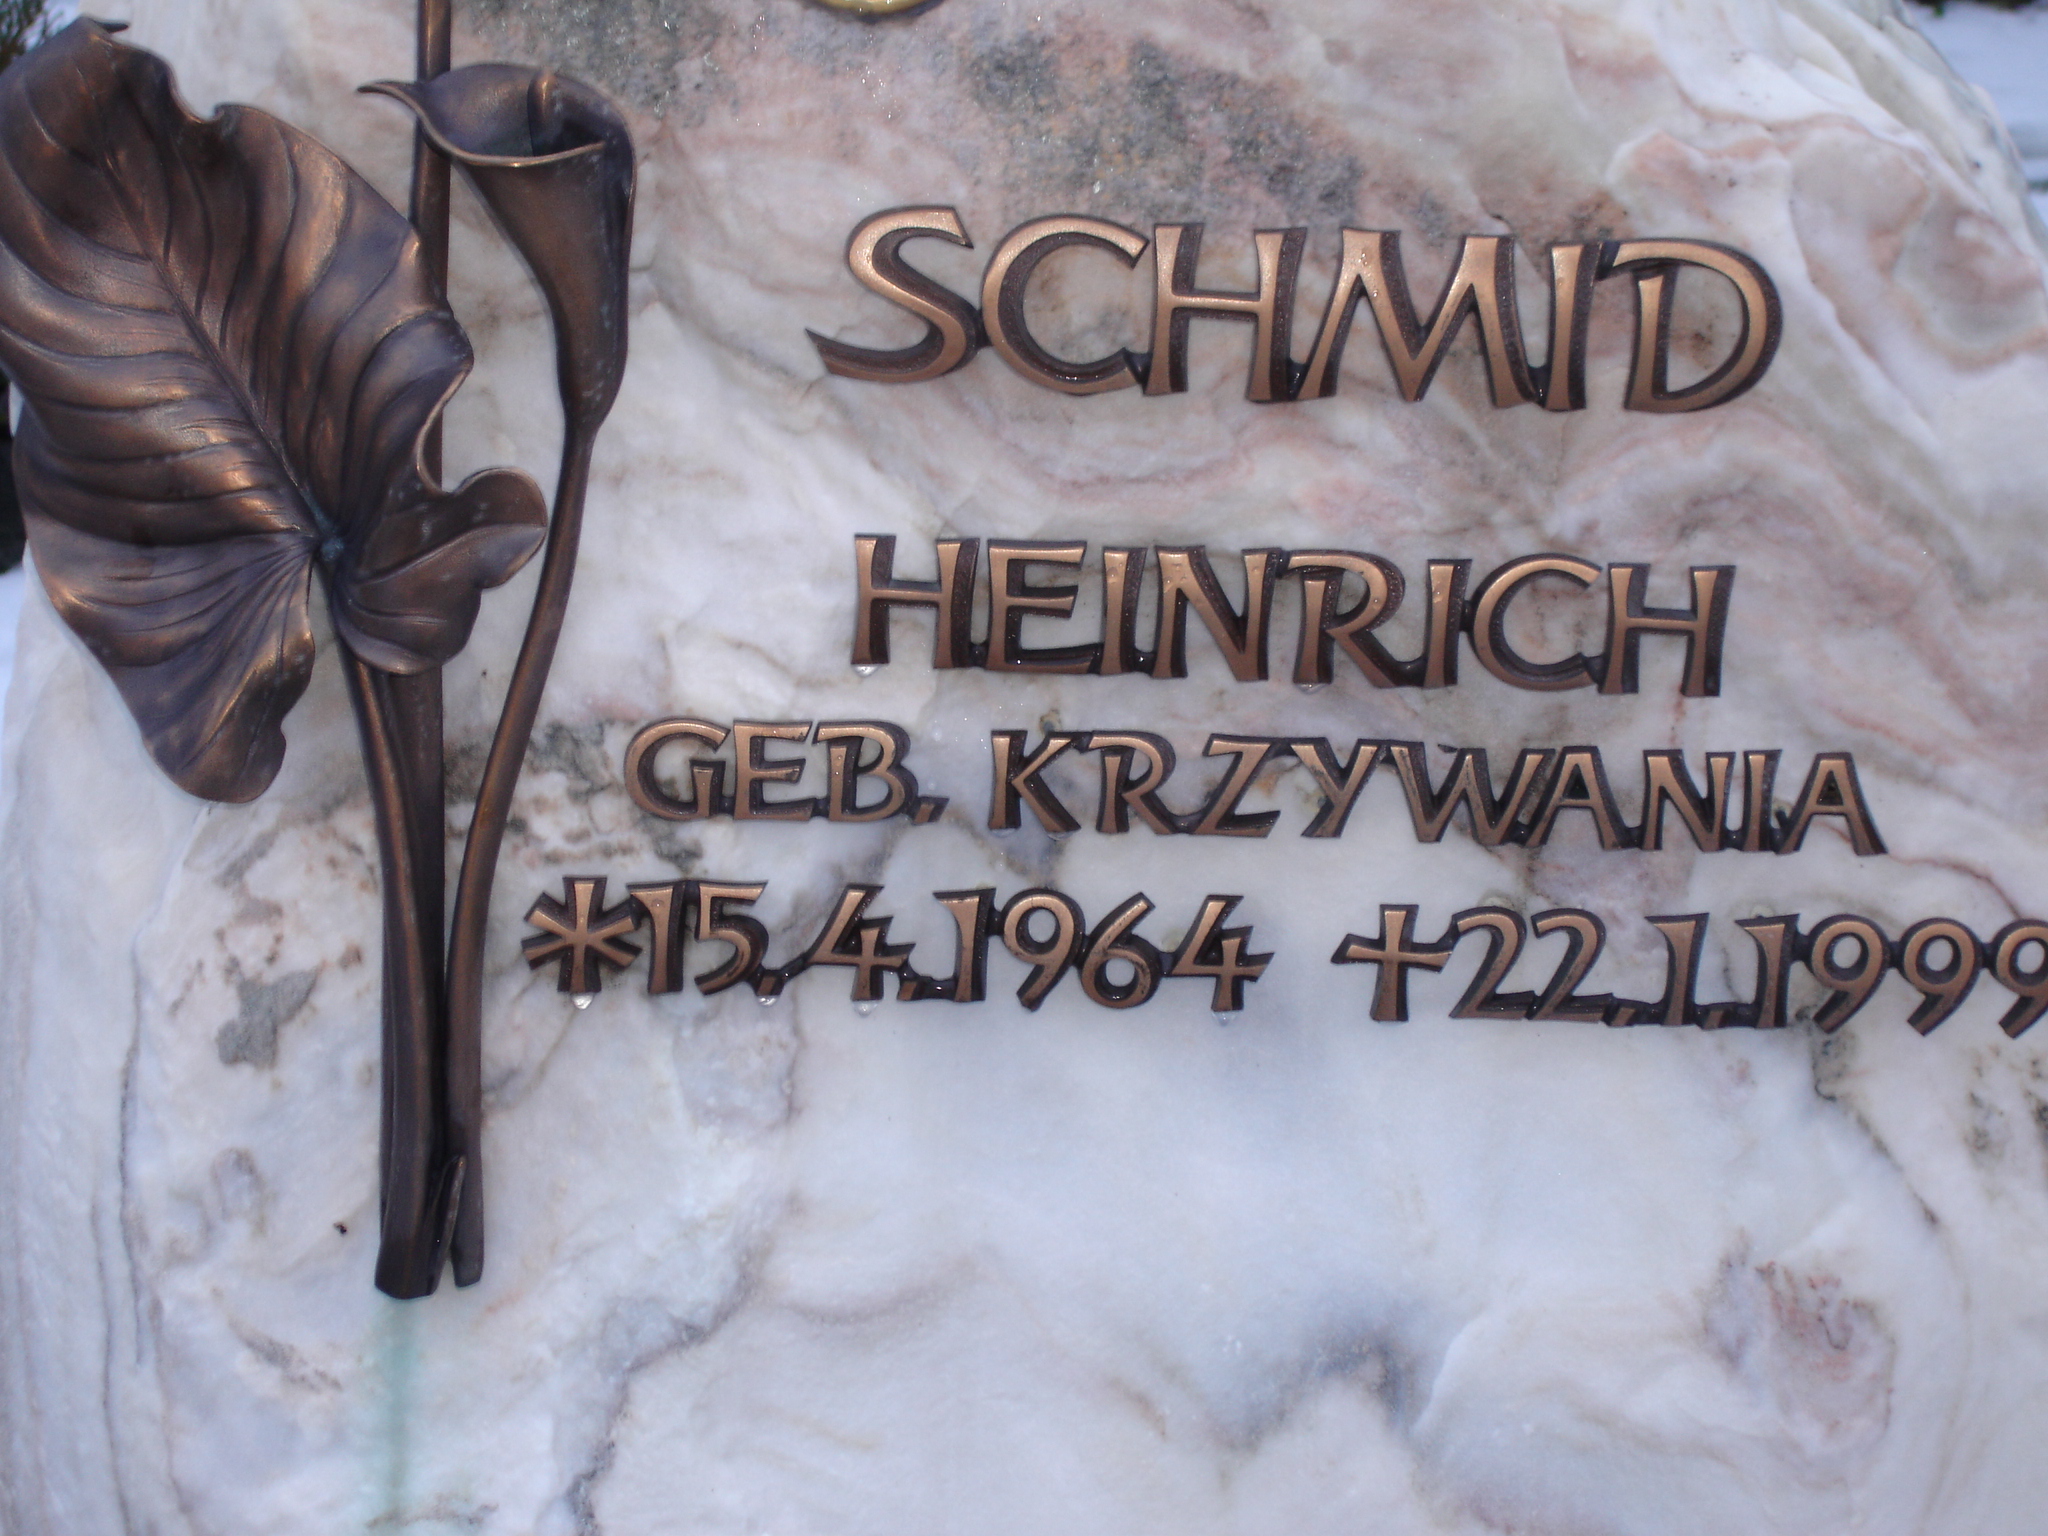 SCHMID
HEINRICH
GEB. KRZYWANIA
*15.4.1964 †22.1.1999